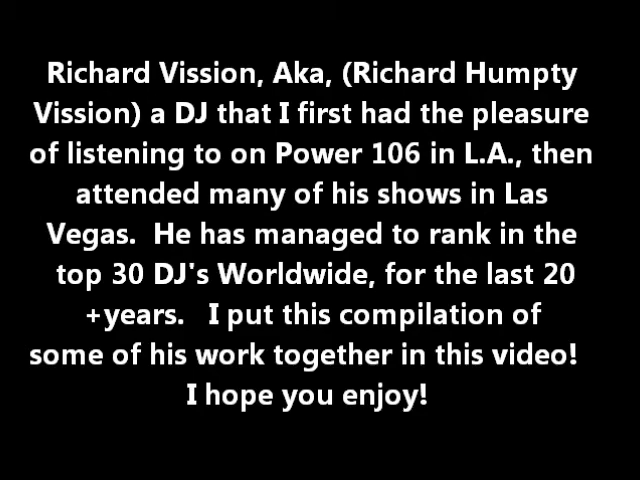 Richard Vission, Aka, (Richard Humpty
Vission) a DJ that I first had the pleasure
of listening to on Power 106 in L.A., then
attended many of his shows in Las
Vegas.  He has managed to rank in the
top 30 DJ's Worldwide, for the last 20
+years.   I put this compilation of
some of his work together in this video!
I hope you enjoy!